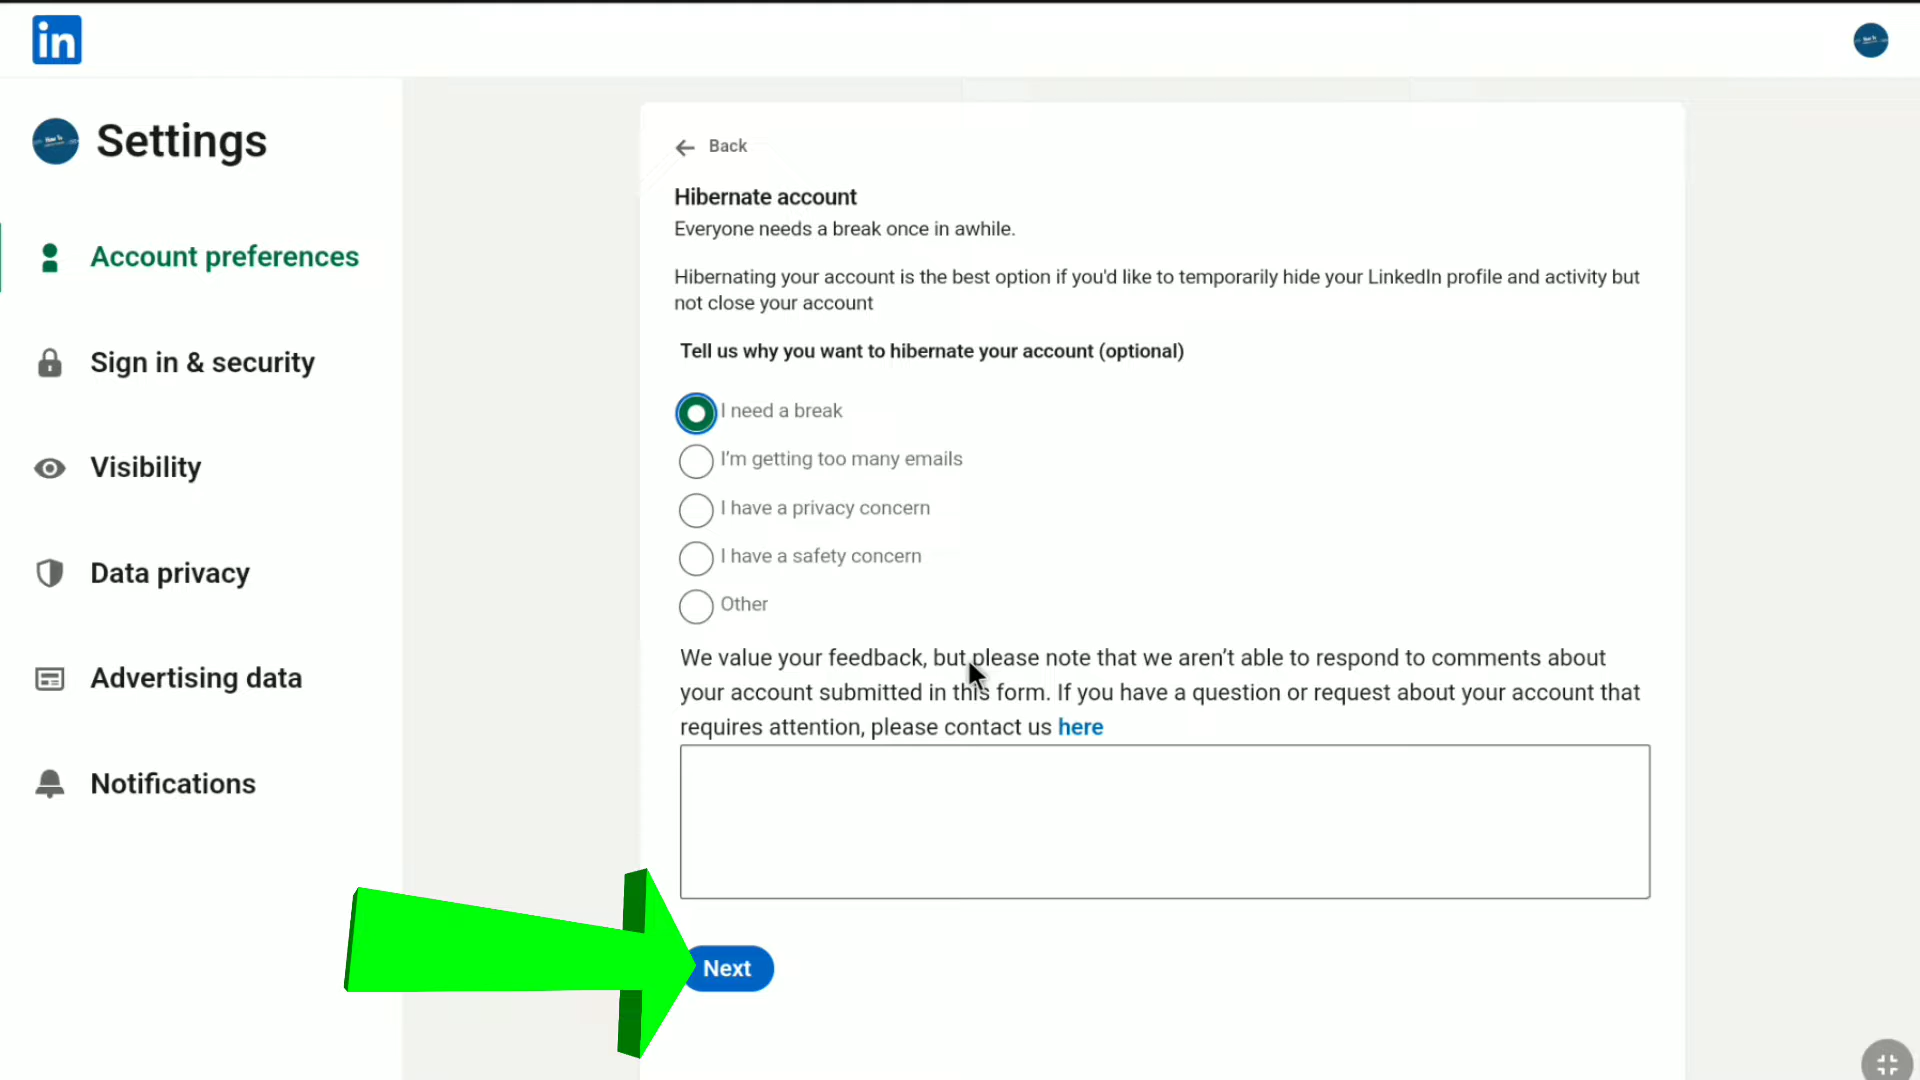 in
Settings
Account preferences
Sign in & security
Visibility
Data privacy
Advertising data
Notifications
Back
Hibernate account
Everyone needs a break once in awhile.
Hibernating your account is the best option if you'd like to temporarily hide your LinkedIn profile and activity but
not close your account
Tell us why you want to hibernate your account (optional)
I need a break
I'm getting too many emails
I have a privacy concern
I have a safety concern
Other
We value your feedback, but please note that we aren't able to respond to comments about
your account submitted in this form. If you have a question or request about your account that
requires attention, please contact us here
Next